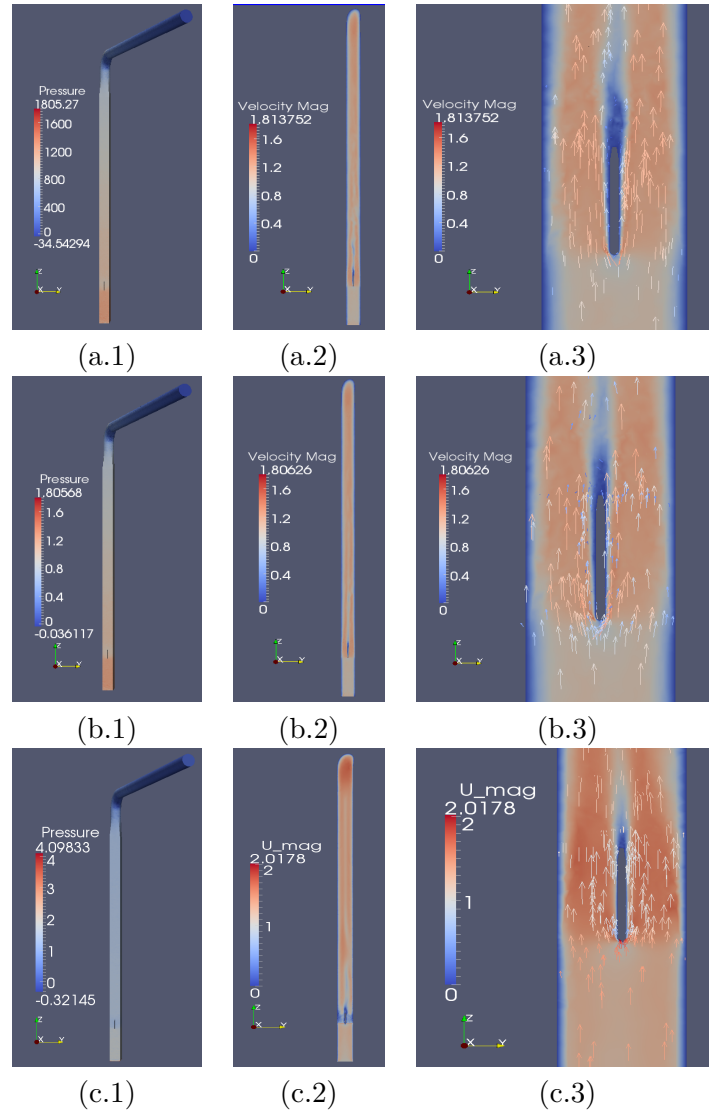 Pressure
1805.27
1600
1200
800
400
0
-34.54294
Z
X
Y
Velocity Mag
1.813752
1.6
1.2
0.8
0.4
0
Z
X
Y
Velocity Mag
1.813752
1.6
1.2
0.8
0.4
0
Z
X
Y
(a.1)
(a.2)
(a.3)
Pressure
1.80568
1.6
1.2
0.8
0.4
0
-0.036117
Z
X
Y
Velocity Mag
1.80626
1.6
1.2
0.8
0.4
0
Z
X
Y
Velocity Mag
1.80626
1.6
1.2
0.8
0.4
0
Z
X
Y
(b.1)
(b.2)
(b.3)
Pressure
4.09833
4
3
2
1
0
-0.32145
Z
X
Y
U_mag
2.0178
2
1
0
Z
X
Y
U_mag
2.0178
2
1
0
Z
X
Y
(c.1)
(c.2)
(c.3)